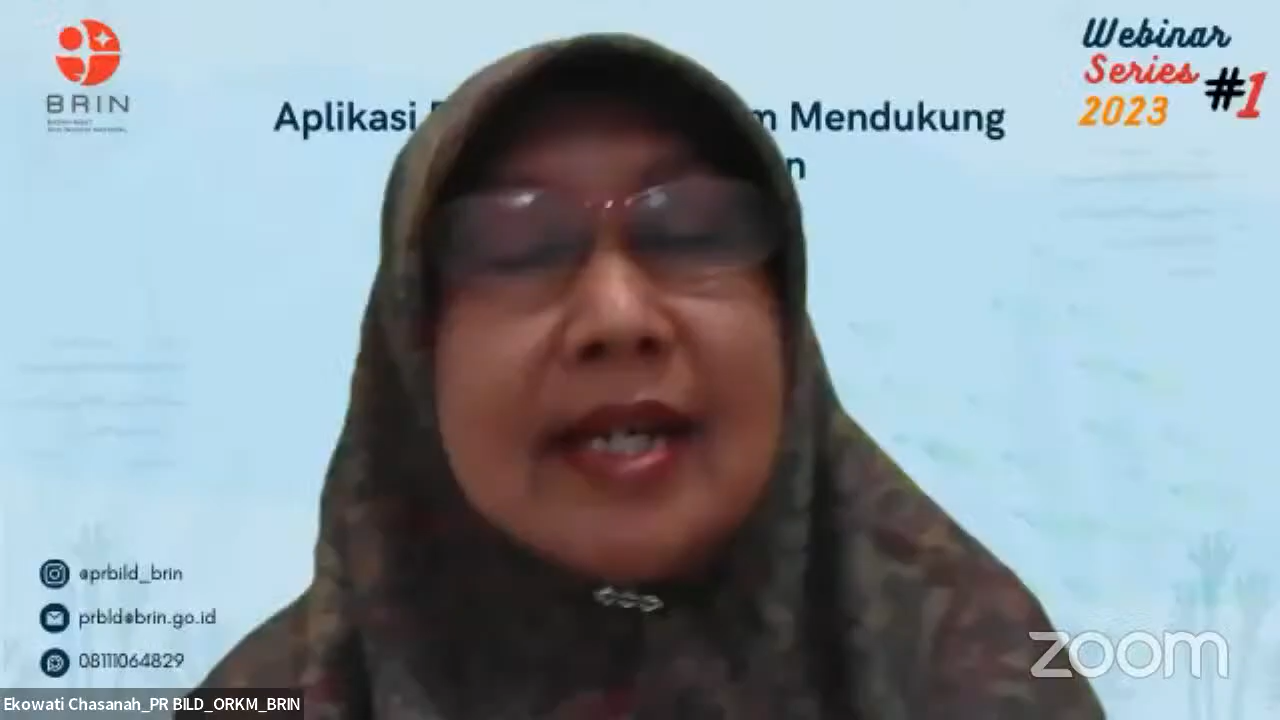 BRIN
Webinar
Series
2023
#1
Aplikasi
Mendukung
@prbild_brin
prbld@brin.go.id
08111064829
zoom
Ekowati Chasanah_PR BILD_ORKM_BRIN